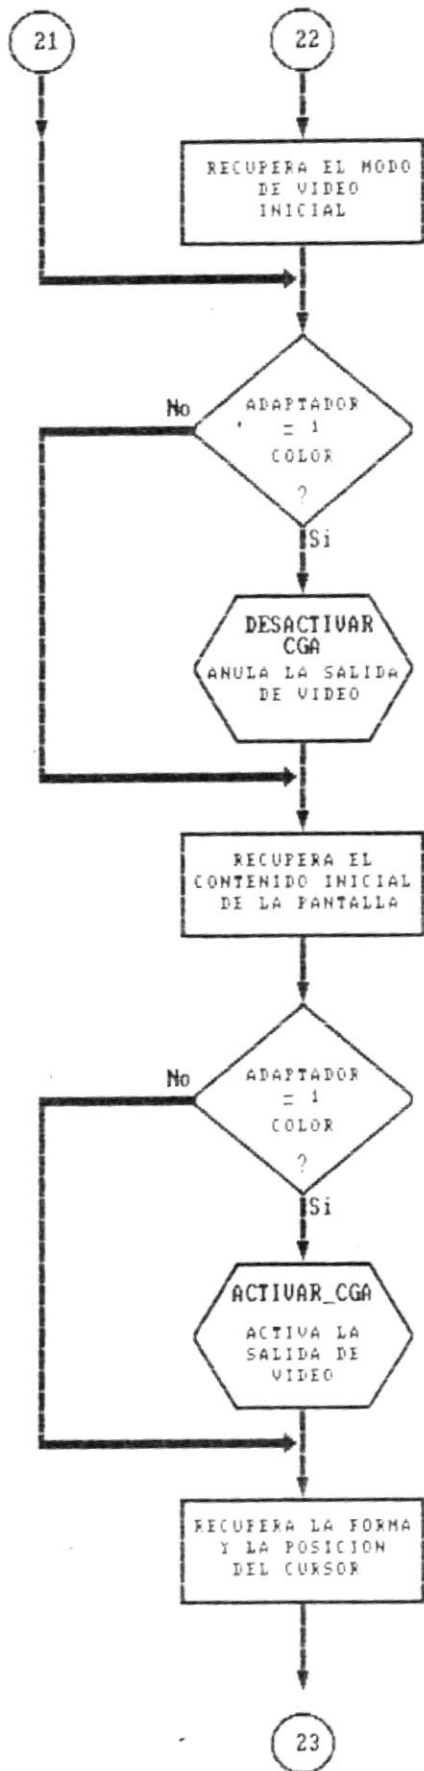 21
22
RECUPERA EL MODO
DE VIDEO
INICIAL
No
ADAPTADOR
= 1
COLOR
?
Si
DESACTIVAR
CGA
ANULA LA SALIDA
DE VIDEO
RECUPERA EL
CONTENIDO INICIAL
DE LA PANTALLA
No
ADAPTADOR
= 1
COLOR
?
Si
ACTIVAR_CGA
ACTIVA LA
SALIDA DE
VIDEO
RECUPERA LA FORMA
Y LA POSICION
DEL CURSOR
23